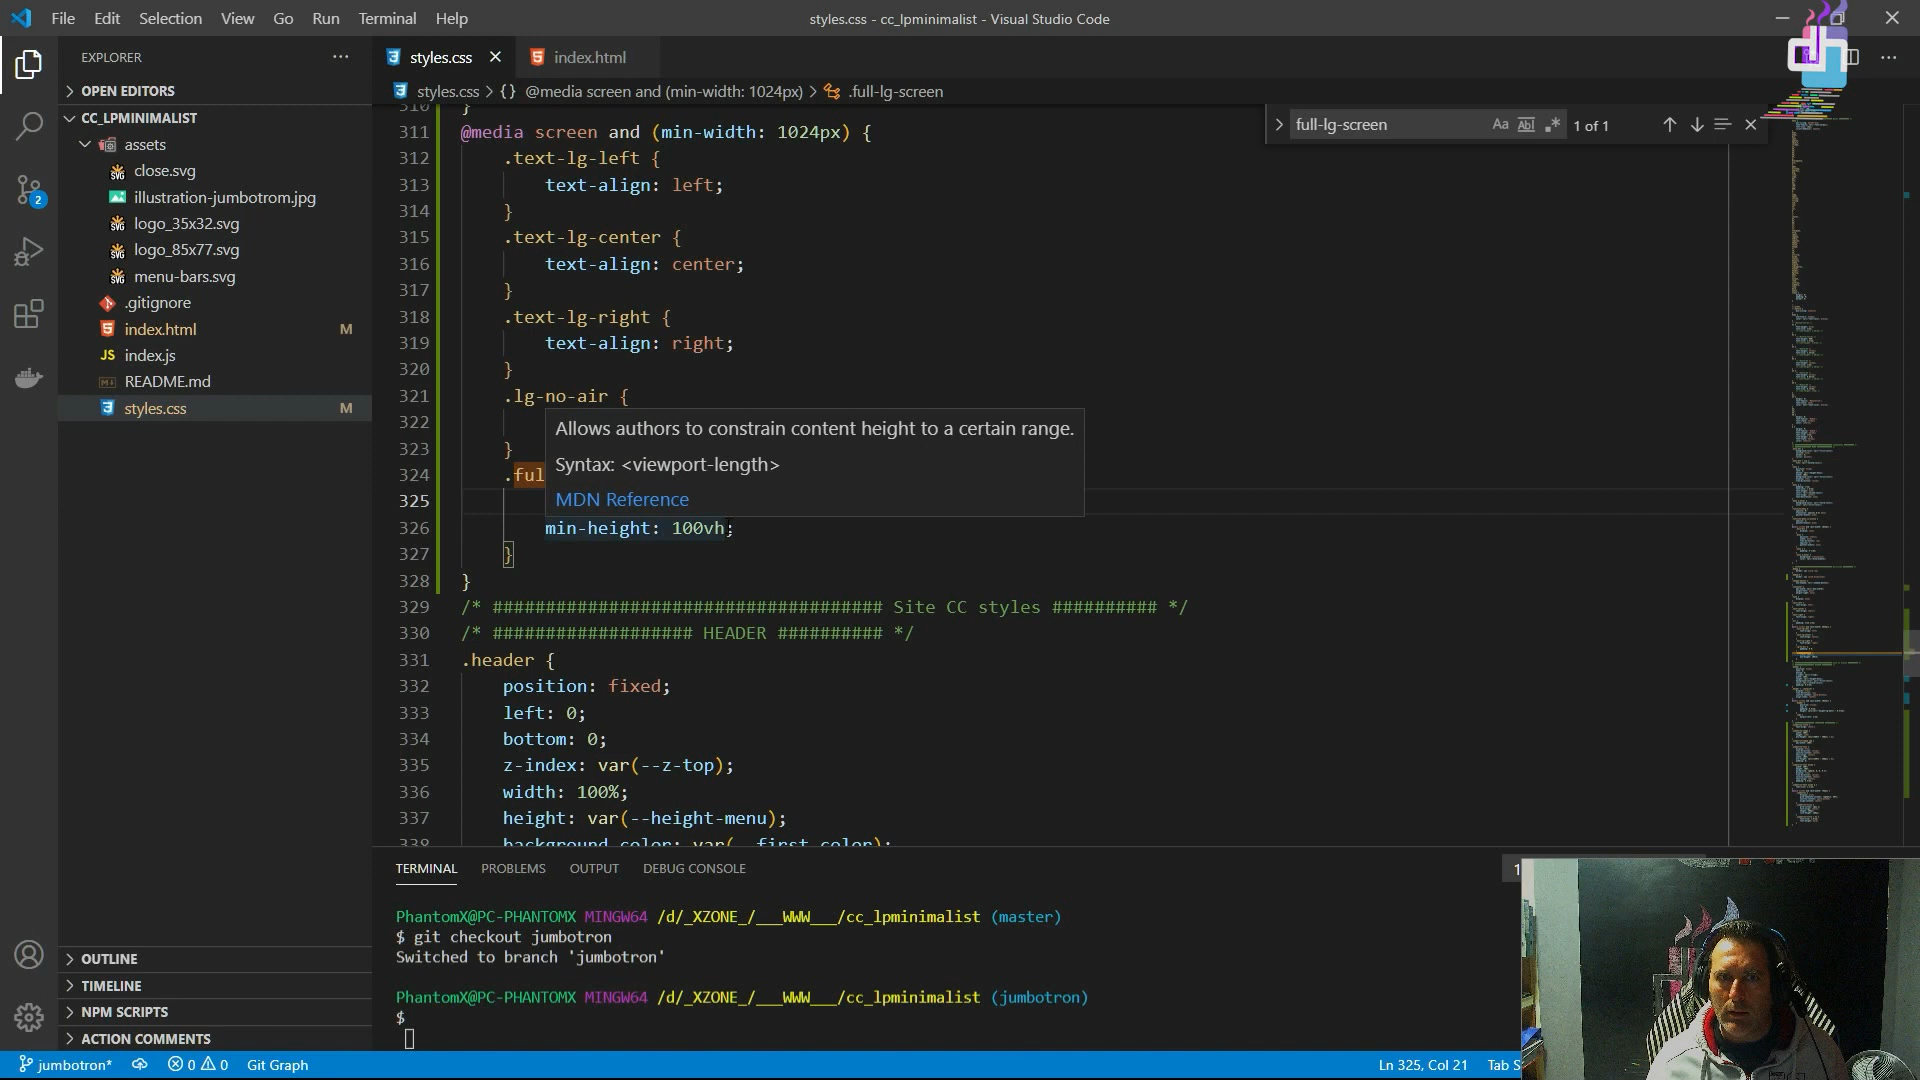 File Edit Selection View Go Run Terminal Help
styles.css - cc_lpminimalist - Visual Studio Code
EXPLORER
styles.css
index.html
OPEN EDITORS
styles.css > {} @media screen and (min-width: 1024px) > .full-lg-screen
CC_LPMINIMALIST
assets
close.svg
illustration-jumbotrom.jpg
logo_35x32.svg
logo_85x77.svg
menu-bars.svg
.gitignore
index.html M
JS index.js
README.md
styles.css M
2
OUTLINE
TIMELINE
NPM SCRIPTS
ACTION COMMENTS
full-lg-screen
Aa Abl .*
1 of 1
310 }
311 @media screen and (min-width: 1024px) {
312 .text-lg-left {
313 text-align: left;
314 }
315 .text-lg-center {
316 text-align: center;
317 }
318 .text-lg-right {
319 text-align: right;
320 }
321 .lg-no-air {
322
323 }
324 .ful
325
326 min-height: 100vh;
327 }
328 }
329 /* ##################################### Site CC styles ########## */
330 /* ################### HEADER ########## */
331 .header {
332 position: fixed;
333 left: 0;
334 bottom: 0;
335 z-index: var(--z-top);
336 width: 100%;
337 height: var(--height-menu);
338 background-color: var(--first-color);
Allows authors to constrain content height to a certain range.
Syntax: <viewport-length>
MDN Reference
TERMINAL PROBLEMS OUTPUT DEBUG CONSOLE
1
PhantomX@PC-PHANTOMX MINGW64 /d/_XZONE_/___WWW___/cc_lpminimalist (master)
$ git checkout jumbotron
Switched to branch 'jumbotron'
PhantomX@PC-PHANTOMX MINGW64 /d/_XZONE_/___WWW___/cc_lpminimalist (jumbotron)
$
jumbotron* 0 0 Git Graph
Ln 325, Col 21 Tab S